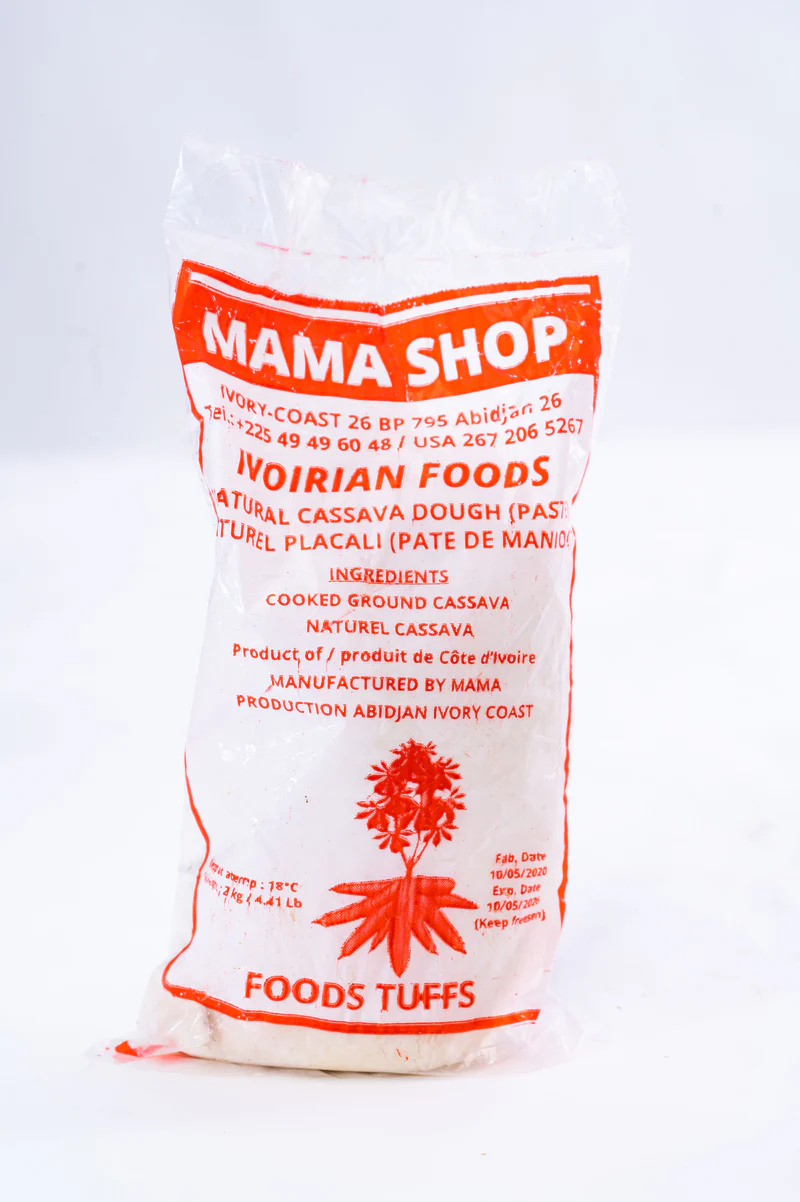 MAMA SHOP
IVORY-COAST 26 BP 795 Abidjan 26
Tel.: +225 49 49 60 48 / USA 267 206 5267
IVOIRIAN FOODS
NATURAL CASSAVA DOUGH (PASTE
NATUREL PLACALI (PATE DE MANIOC
INGREDIENTS
COOKED GROUND CASSAVA
NATUREL CASSAVA
Product of / produit de Côte d'Ivoire
MANUFACTURED BY MAMA
PRODUCTION ABIDJAN IVORY COAST
Fab. Date
10/05/2020
Exp. Date
10/05/2026
(Keep freesen)
: 18°C
: 2 kg / 4.41 Lb
FOODS TUFFS